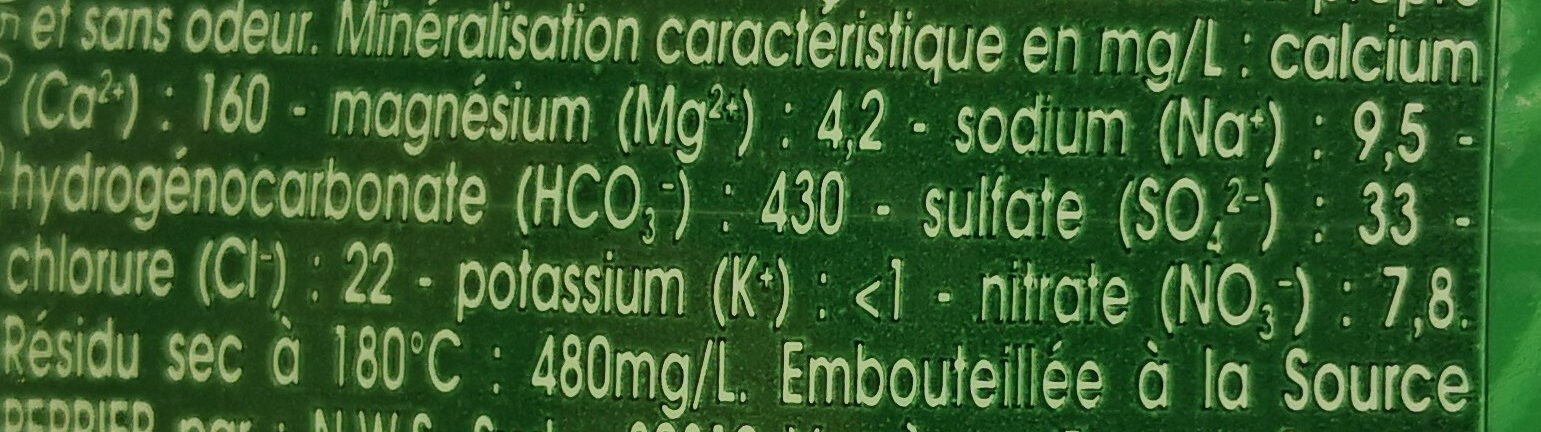 et sans odeur. Minéralisation caractéristique en mg/L : calcium
(Ca²⁺) : 160 - magnésium (Mg²⁺) : 4,2 - sodium (Na⁺) : 9,5 -
hydrogénocarbonate (HCO₃⁻) : 430 - sulfate (SO₄²⁻) : 33 -
chlorure (Cl⁻) : 22 - potassium (K⁺) : <1 - nitrate (NO₃⁻) : 7,8.
Résidu sec à 180°C : 480mg/L. Embouteillée à la Source
PERRIER par : N.W.S.